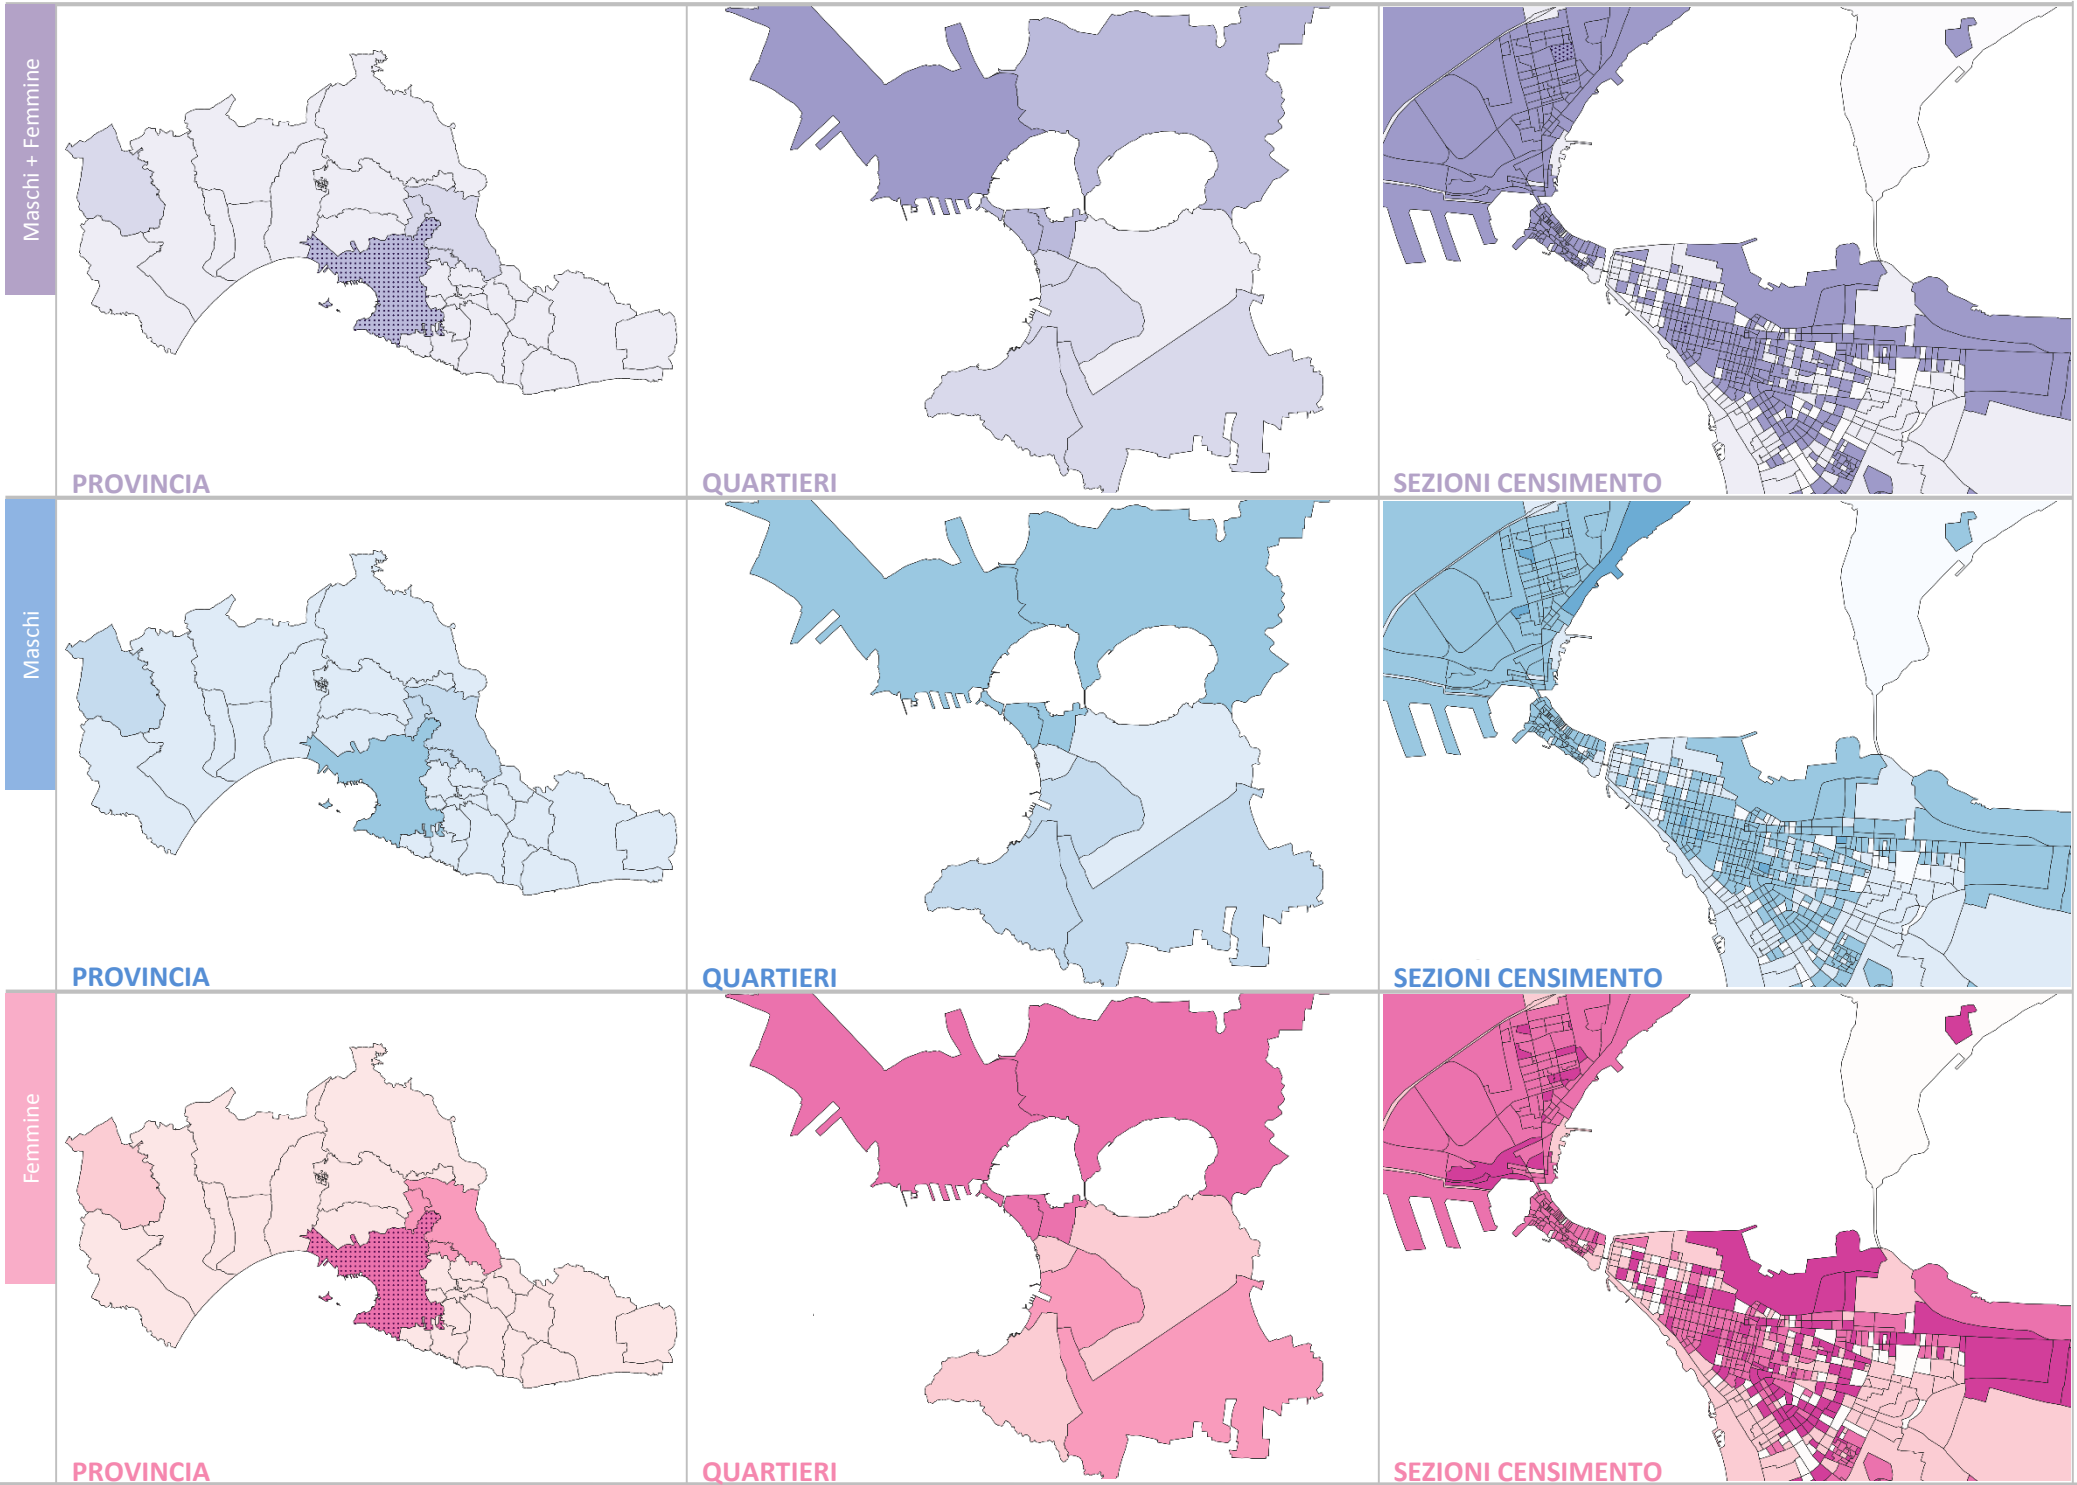 Maschi + Femmine
PROVINCIA
QUARTIERI
SEZIONI CENSIMENTO
Maschi
PROVINCIA
QUARTIERI
SEZIONI CENSIMENTO
Femmine
PROVINCIA
QUARTIERI
SEZIONI CENSIMENTO